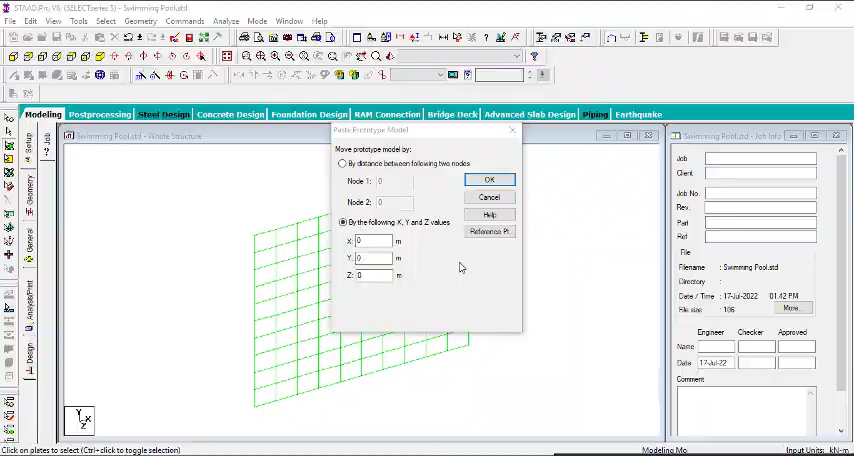 STAAD.Pro V8i (SELECTseries 5) - Swimming Pool.std
File Edit View Tools Select Geometry Commands Analyze Mode Window Help
Modeling Postprocessing Steel Design Concrete Design Foundation Design RAM Connection Bridge Deck Advanced Slab Design Piping Earthquake
Setup
Geometry
General
Analysis/Print
Design
Job
Swimming Pool.std - Whole Structure
Paste Prototype Model
Move prototype model by:
By distance between following two nodes
Node 1: 0
Node 2: 0
By the following X, Y and Z values
X: 0 m
Y: 0 m
Z: 0 m
OK
Cancel
Help
Reference Pt.
Y
X
Z
Swimming Pool.std - Job Info
Job
Client
Job No.
Rev.
Part
Ref
File
Filename : Swimming Pool.std
Directory :
Date / Time : 17-Jul-2022 01:42 PM
File size : 106 More...
Engineer Checker Approved
Name
Date 17-Jul-22
Comment
Click on plates to select (Ctrl+click to toggle selection)
Modeling Mo
Input Units: kN-m